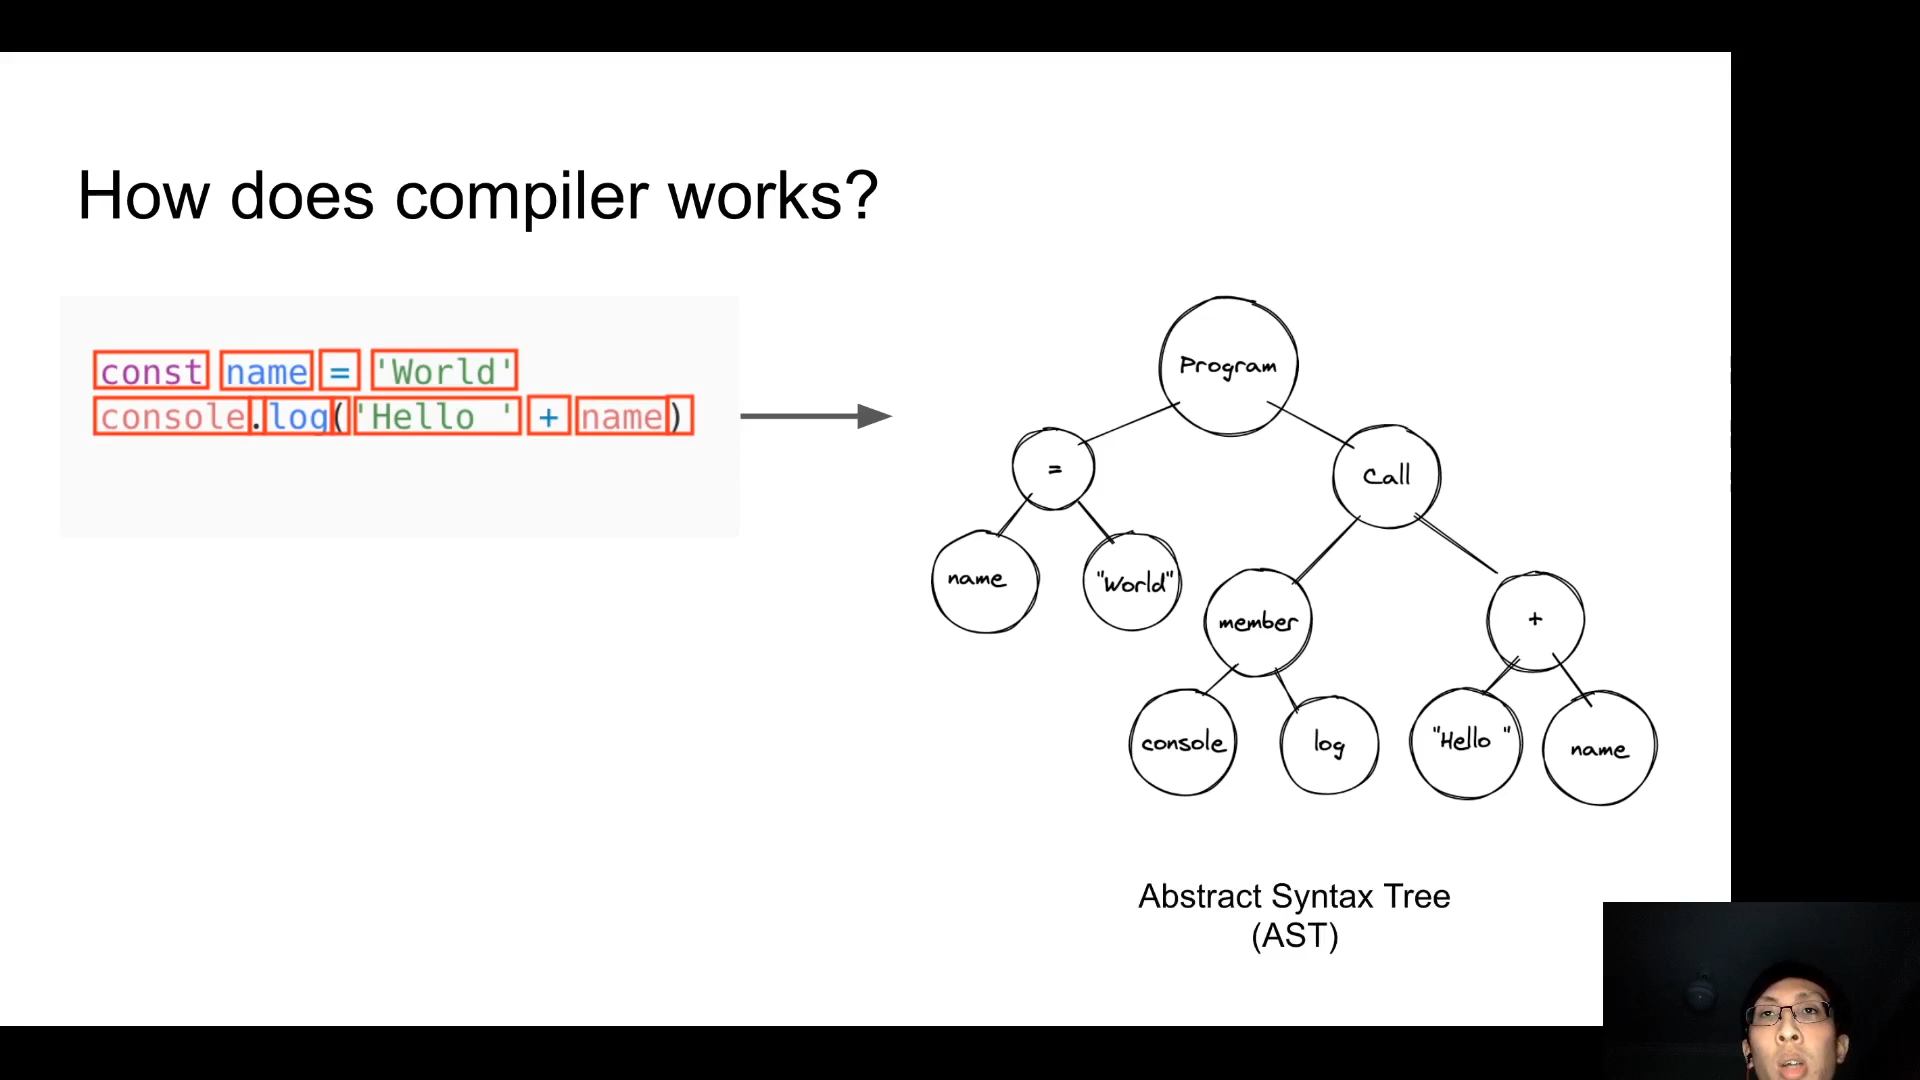 How does compiler works?
const name = 'World'
console.log('Hello ' + name)
Program
=
Call
name
"World"
member
+
console
log
"Hello "
name
Abstract Syntax Tree
(AST)